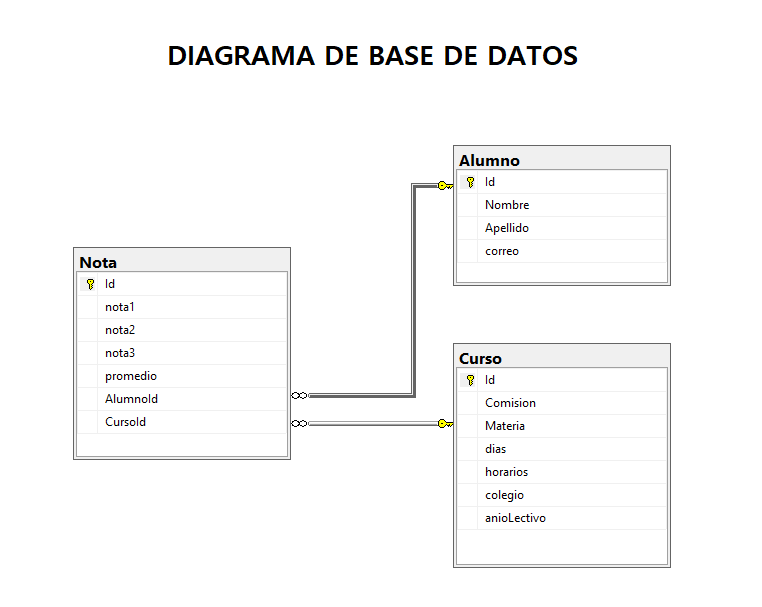 DIAGRAMA DE BASE DE DATOS
Alumno
Id
Nombre
Apellido
correo
Nota
Id
nota1
nota2
nota3
promedio
AlumnoId
CursoId
Curso
Id
Comision
Materia
dias
horarios
colegio
anioLectivo